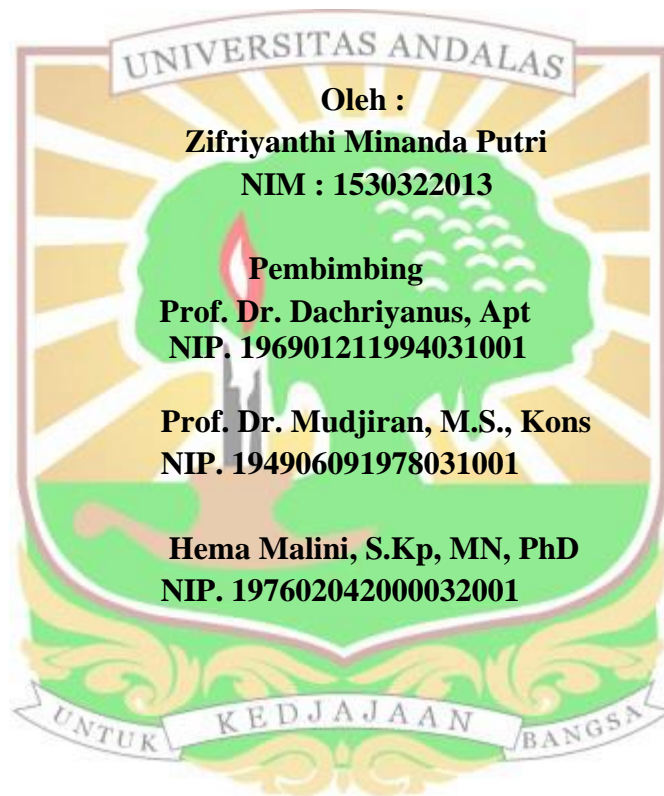 UNIVERSITAS ANDALAS
Oleh :
Zifriyanthi Minanda Putri
NIM : 1530322013
Pembimbing
Prof. Dr. Dachriyanus, Apt
NIP. 196901211994031001
Prof. Dr. Mudjiran, M.S., Kons
NIP. 194906091978031001
Hema Malini, S.Kp, MN, PhD
NIP. 197602042000032001
UNTUK KEDJAJAAN BANGSA